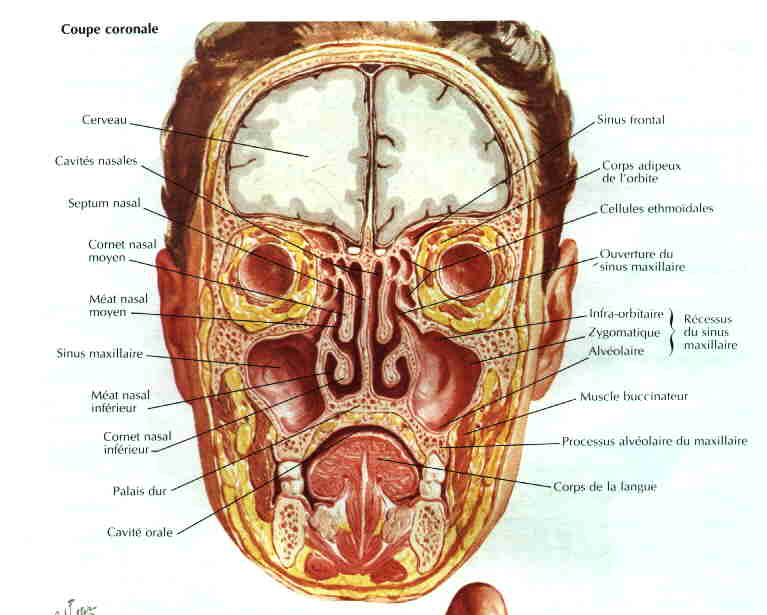 Coupe coronale
Cerveau
Cavités nasales
Septum nasal
Cornet nasal
moyen
Méat nasal
moyen
Sinus maxillaire
Méat nasal
inférieur
Cornet nasal
inférieur
Palais dur
Cavité orale
Sinus frontal
Corps adipeux
de l'orbite
Cellules ethmoïdales
Ouverture du
sinus maxillaire
Infra-orbitaire
Zygomatique
Alvéolaire
Récessus
du sinus
maxillaire
Muscle buccinateur
Processus alvéolaire du maxillaire
Corps de la langue